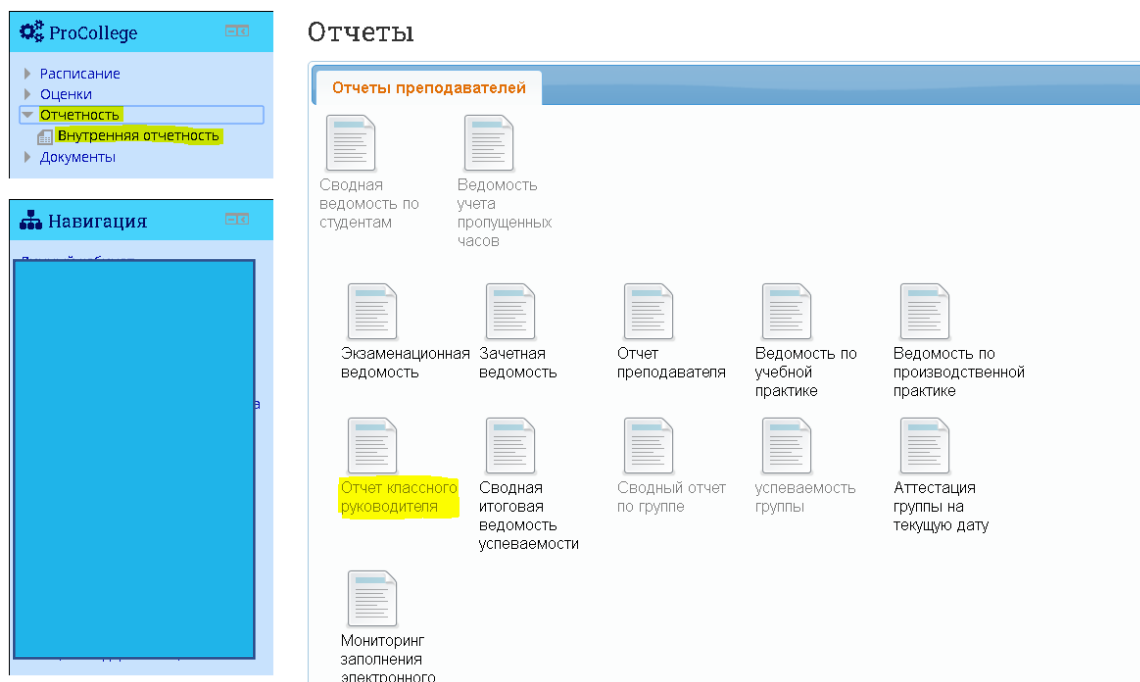 ProCollege
Расписание
Оценки
Отчетность
Внутренняя отчетность
Документы
Навигация
а
Отчеты
Отчеты преподавателей
Сводная
ведомость по
студентам
Ведомость
учета
пропущенных
часов
Экзаменационная
ведомость
Зачетная
ведомость
Отчет
преподавателя
Ведомость по
учебной
практике
Ведомость по
производственной
практике
Отчет классного
руководителя
Сводная
итоговая
ведомость
успеваемости
Сводный отчет
по группе
успеваемость
группы
Аттестация
группы на
текущую дату
Мониторинг
заполнения
электронного